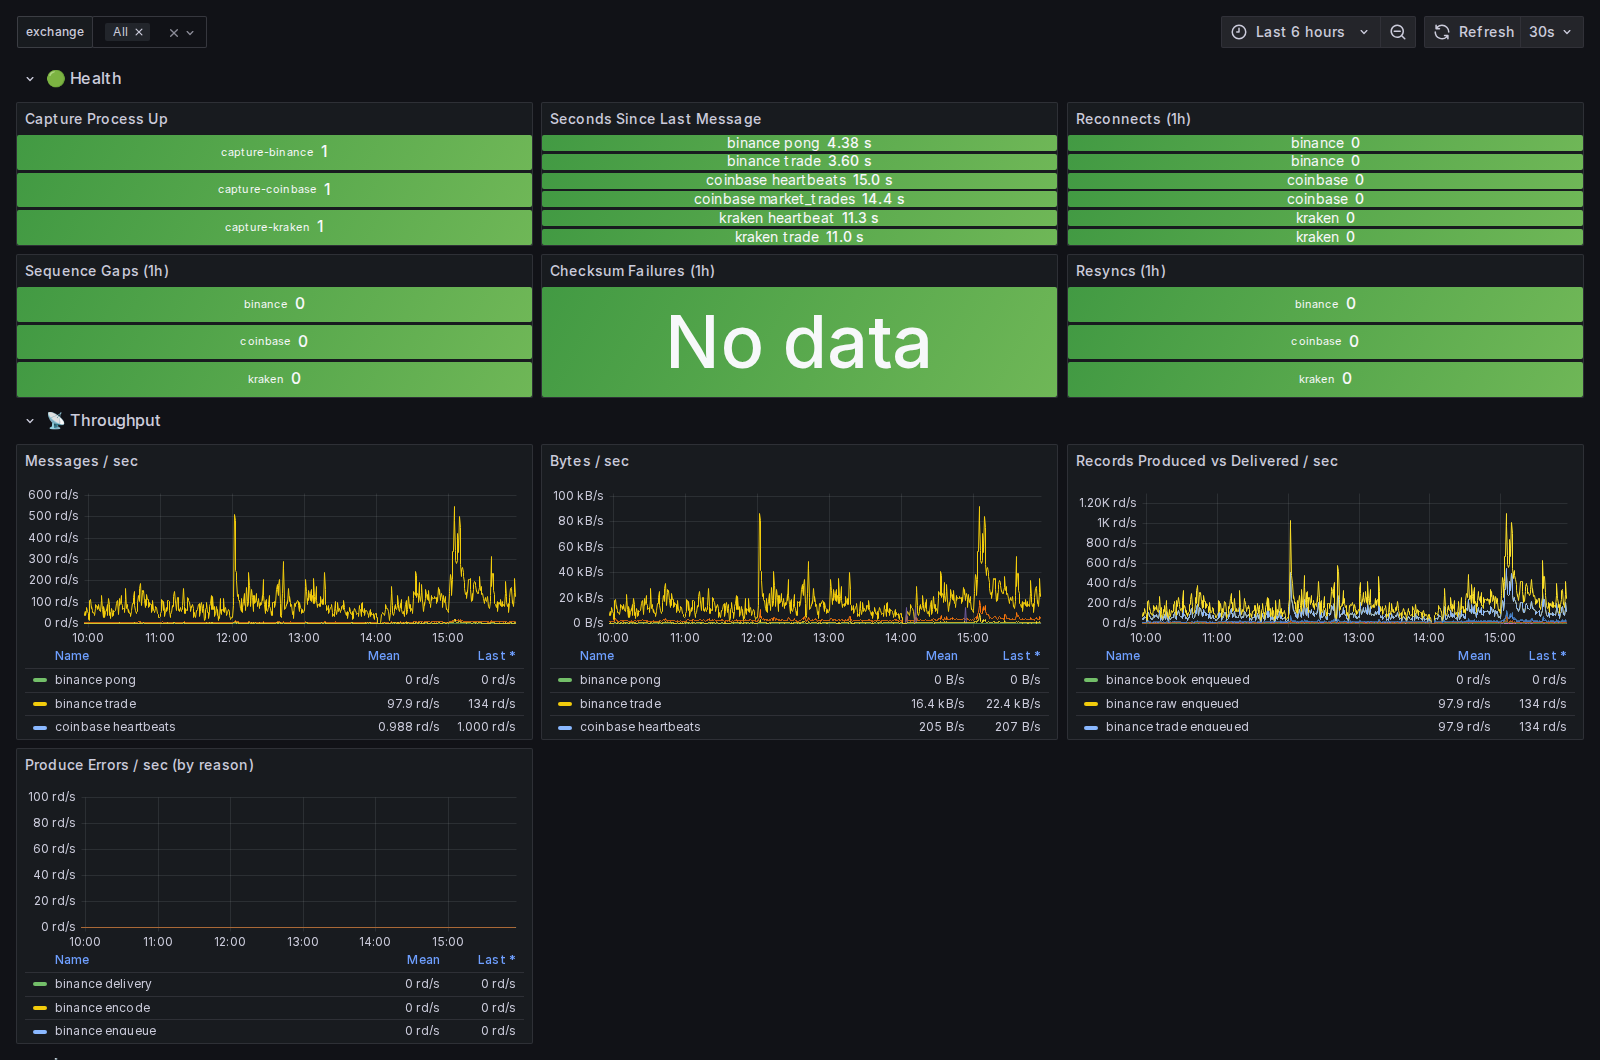 exchange All
Last 6 hours Refresh 30s
Health
Capture Process Up
capture-binance 1
capture-coinbase 1
capture-kraken 1
Seconds Since Last Message
binance pong 4.38 s
binance trade 3.60 s
coinbase heartbeats 15.0 s
coinbase market_trades 14.4 s
kraken heartbeat 11.3 s
kraken trade 11.0 s
Reconnects (1h)
binance 0
binance 0
coinbase 0
coinbase 0
kraken 0
kraken 0
Sequence Gaps (1h)
binance 0
coinbase 0
kraken 0
Checksum Failures (1h)
No data
Resyncs (1h)
binance 0
coinbase 0
kraken 0
Throughput
Messages / sec
600 rd/s
500 rd/s
400 rd/s
300 rd/s
200 rd/s
100 rd/s
0 rd/s
10:00 11:00 12:00 13:00 14:00 15:00
Name Mean Last *
binance pong 0 rd/s 0 rd/s
binance trade 97.9 rd/s 134 rd/s
coinbase heartbeats 0.988 rd/s 1.000 rd/s
Bytes / sec
100 kB/s
80 kB/s
60 kB/s
40 kB/s
20 kB/s
0 B/s
10:00 11:00 12:00 13:00 14:00 15:00
Name Mean Last *
binance pong 0 B/s 0 B/s
binance trade 16.4 kB/s 22.4 kB/s
coinbase heartbeats 205 B/s 207 B/s
Records Produced vs Delivered / sec
1.20K rd/s
1K rd/s
800 rd/s
600 rd/s
400 rd/s
200 rd/s
0 rd/s
10:00 11:00 12:00 13:00 14:00 15:00
Name Mean Last *
binance book enqueued 0 rd/s 0 rd/s
binance raw enqueued 97.9 rd/s 134 rd/s
binance trade enqueued 97.9 rd/s 134 rd/s
Produce Errors / sec (by reason)
100 rd/s
80 rd/s
60 rd/s
40 rd/s
20 rd/s
0 rd/s
10:00 11:00 12:00 13:00 14:00 15:00
Name Mean Last *
binance delivery 0 rd/s 0 rd/s
binance encode 0 rd/s 0 rd/s
binance enqueue 0 rd/s 0 rd/s